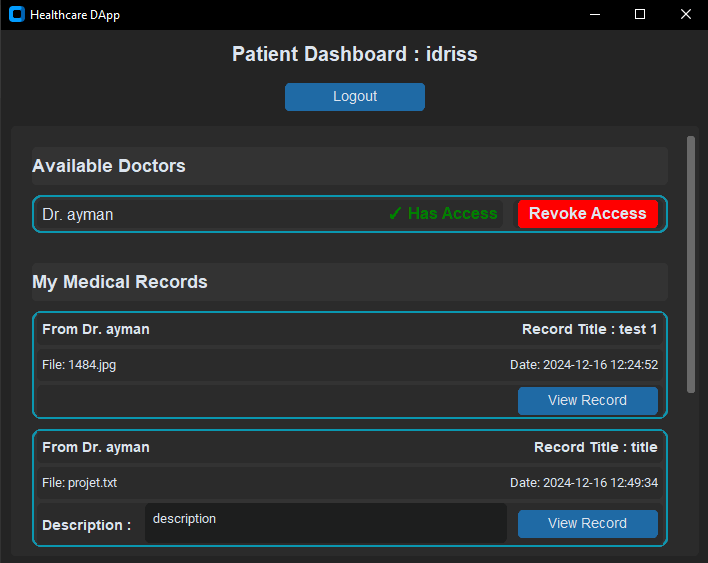 Healthcare DApp
Patient Dashboard : idriss
Logout
Available Doctors
Dr. ayman ✓ Has Access Revoke Access
My Medical Records
From Dr. ayman Record Title : test 1
File: 1484.jpg Date: 2024-12-16 12:24:52
View Record
From Dr. ayman Record Title : title
File: projet.txt Date: 2024-12-16 12:49:34
Description : description View Record